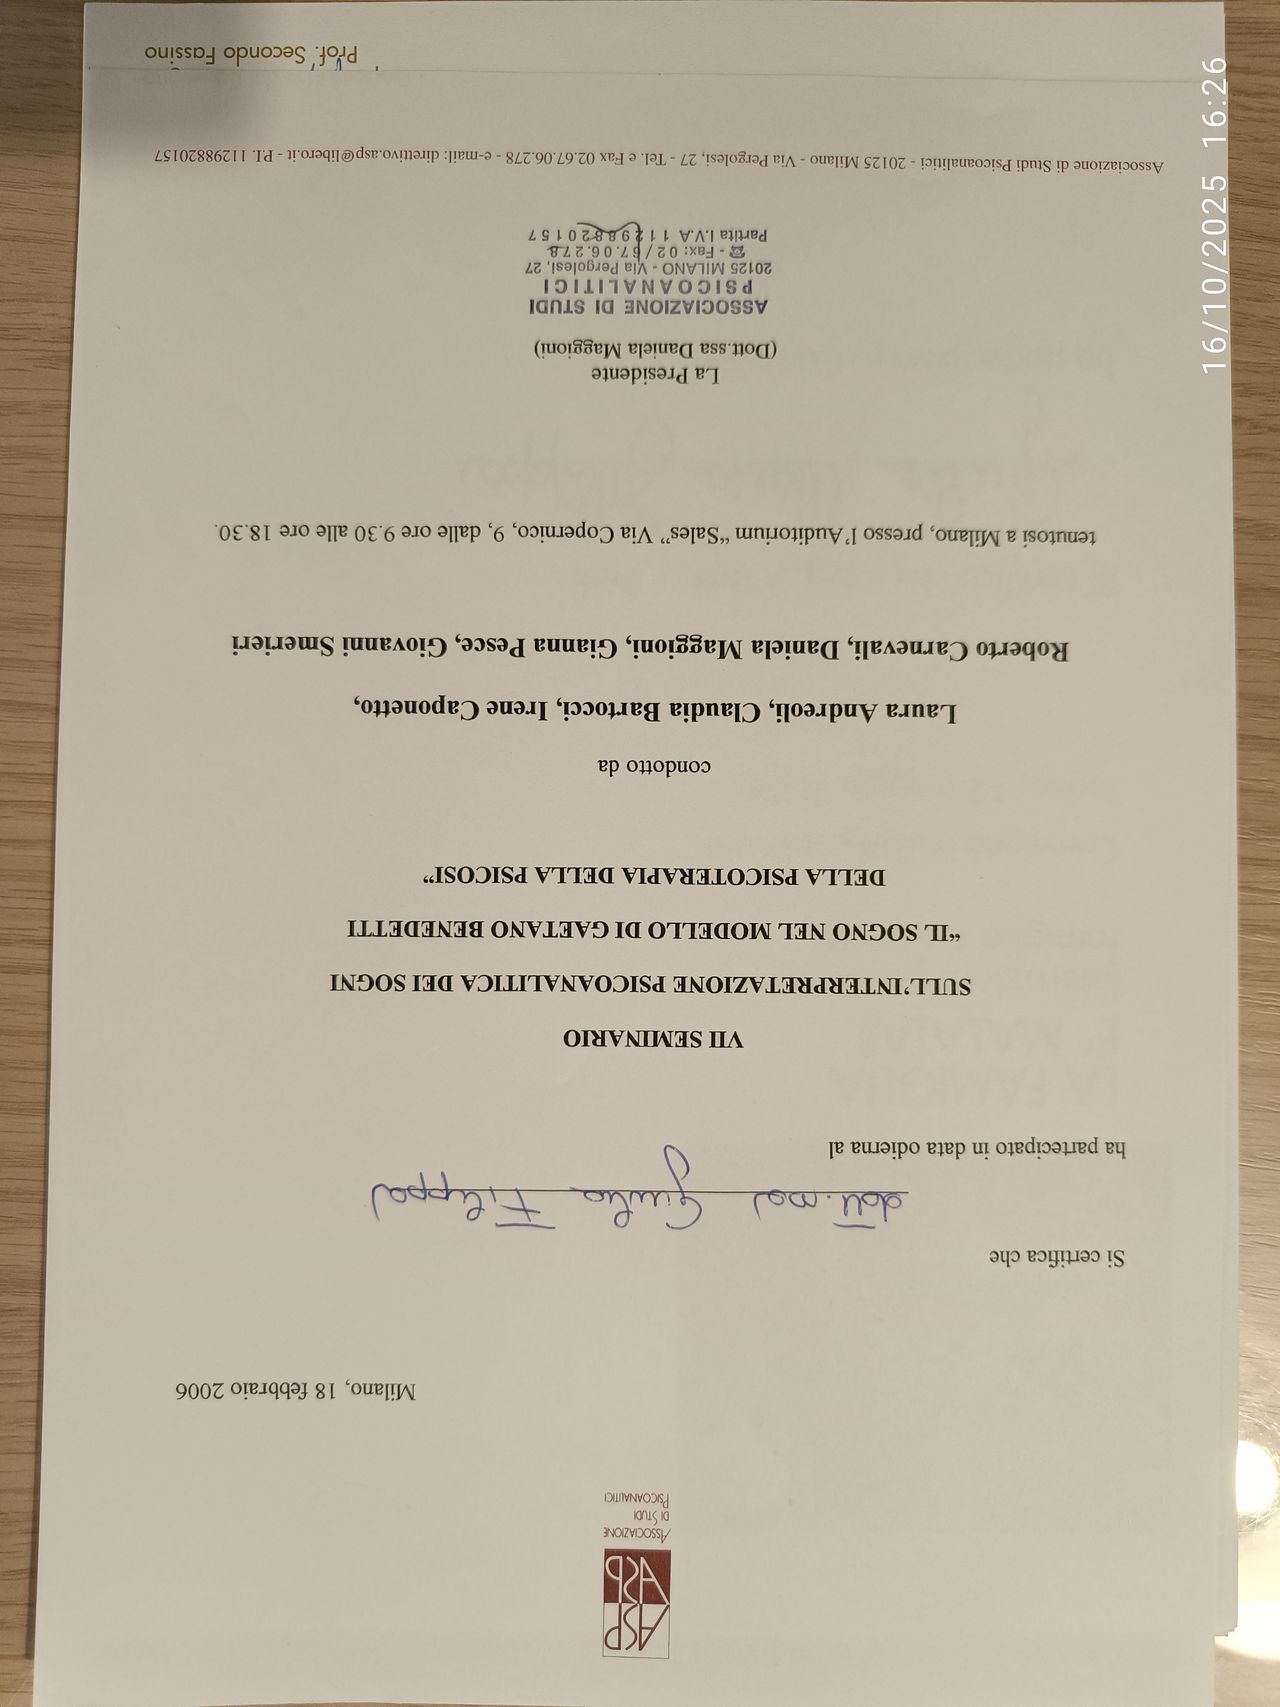 ASP
ASP
ASSOCIAZIONE
DI STUDI
PSICOANALITICI
Milano, 18 febbraio 2006
Si certifica che
dott.ssa Giulia Filippa
ha partecipato in data odierna al
VII SEMINARIO
SULL'INTERPRETAZIONE PSICOANALITICA DEI SOGNI
“IL SOGNO NEL MODELLO DI GAETANO BENEDETTI
DELLA PSICOTERAPIA DELLA PSICOSI”
condotto da
Laura Andreoli, Claudia Bartocci, Irene Caponetto,
Roberto Carnevali, Daniela Maggioni, Gianna Pesce, Giovanni Smerieri
tenutosi a Milano, presso l'Auditorium “Sales” Via Copernico, 9, dalle ore 9.30 alle ore 18.30.
La Presidente
(Dott.ssa Daniela Maggioni)
ASSOCIAZIONE DI STUDI
PSICOANALITICI
20125 MILANO - Via Pergolesi, 27
☎ - Fax: 02/67.06.278
Partita I.V.A. 11298820157
Associazione di Studi Psicoanalitici - 20125 Milano - Via Pergolesi, 27 - Tel. e Fax 02.67.06.278 - e-mail: direttivo.asp@libero.it - P.I. 11298820157
Prof. Secondo Fassino
16/10/2025 16:26